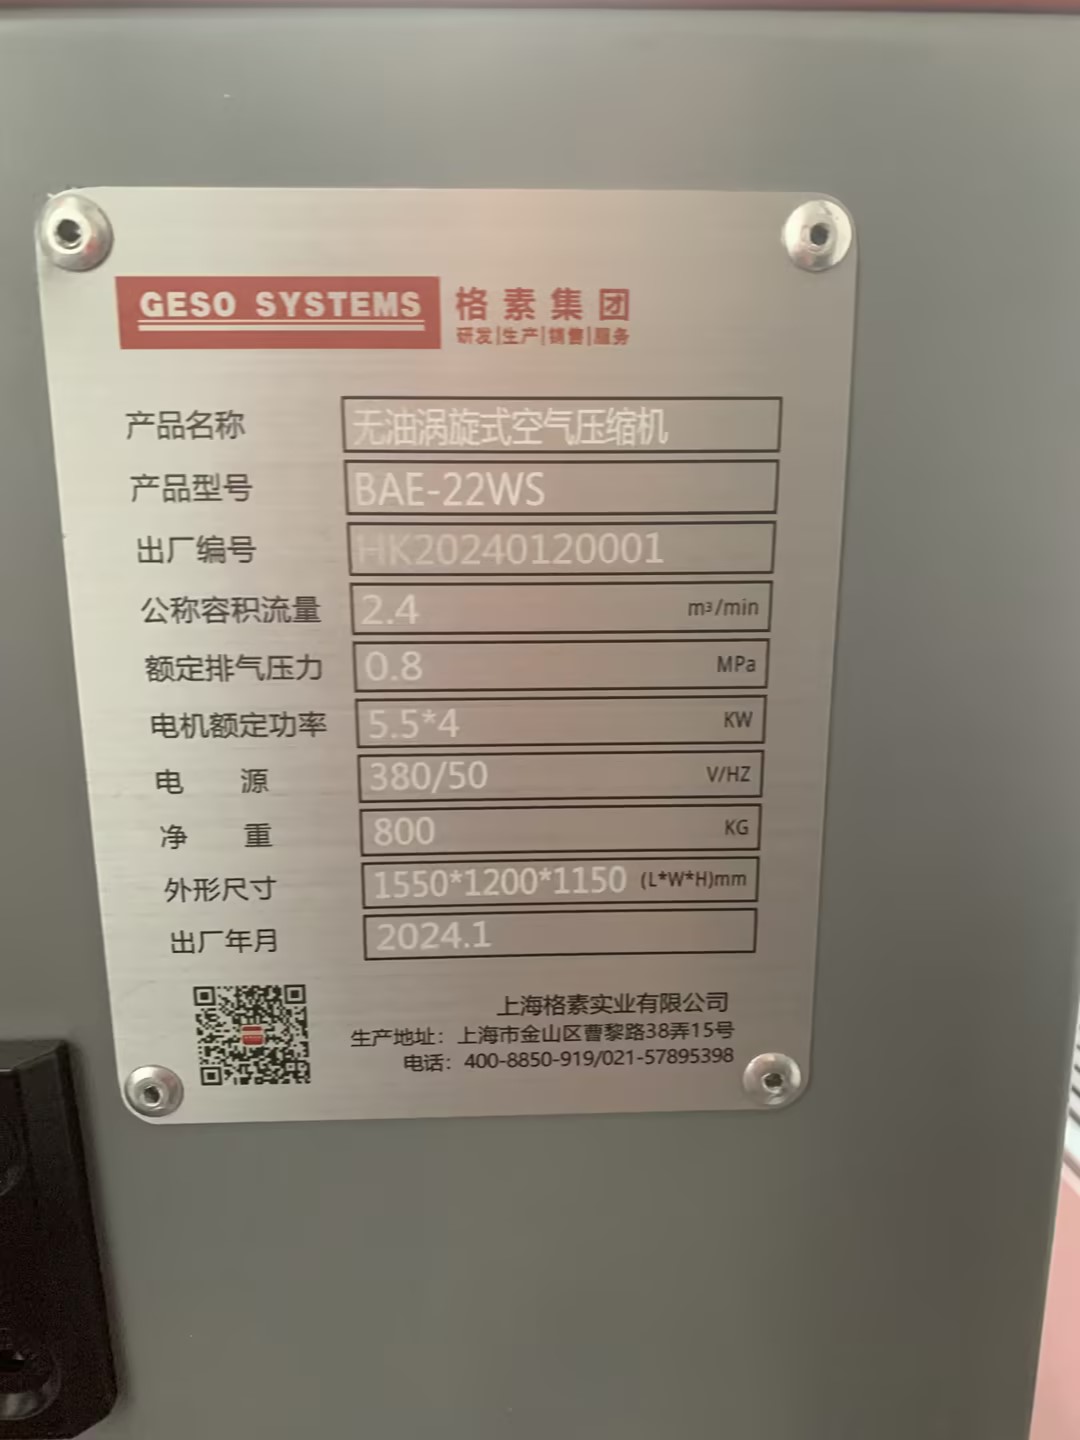 GESO SYSTEMS 格素集团
研发|生产|销售|服务
产品名称 无油涡旋式空气压缩机
产品型号 BAE-22WS
出厂编号 HK20240120001
公称容积流量 2.4 m³/min
额定排气压力 0.8 MPa
电机额定功率 5.5*4 KW
电 源 380/50 V/HZ
净 重 800 KG
外形尺寸 1550*1200*1150 (L*W*H)mm
出厂年月 2024.1
上海格素实业有限公司
生产地址：上海市金山区曹黎路38弄15号
电话：400-8850-919/021-57895398